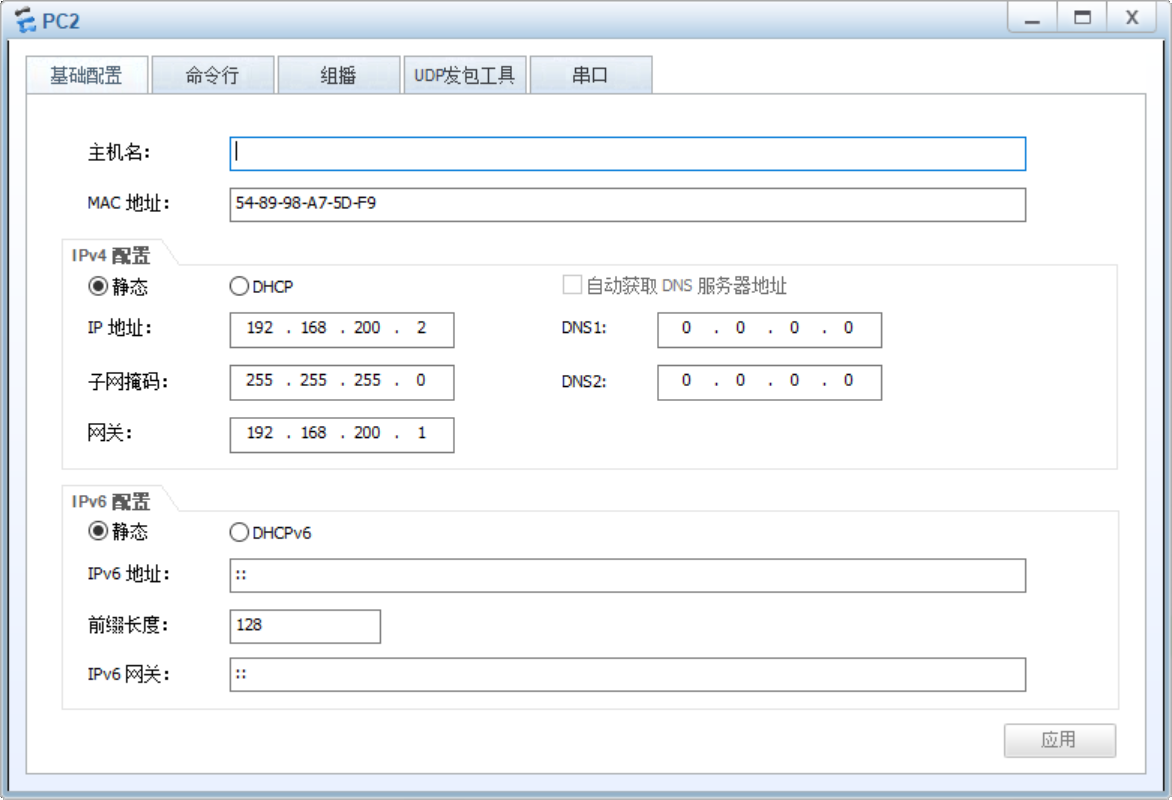 PC2
基础配置 命令行 组播 UDP发包工具 串口
主机名:
MAC 地址: 54-89-98-A7-5D-F9
IPv4 配置
静态 DHCP 自动获取 DNS 服务器地址
IP 地址: 192 . 168 . 200 . 2 DNS1: 0 . 0 . 0 . 0
子网掩码: 255 . 255 . 255 . 0 DNS2: 0 . 0 . 0 . 0
网关: 192 . 168 . 200 . 1
IPv6 配置
静态 DHCPv6
IPv6 地址: ::
前缀长度: 128
IPv6 网关: ::
应用